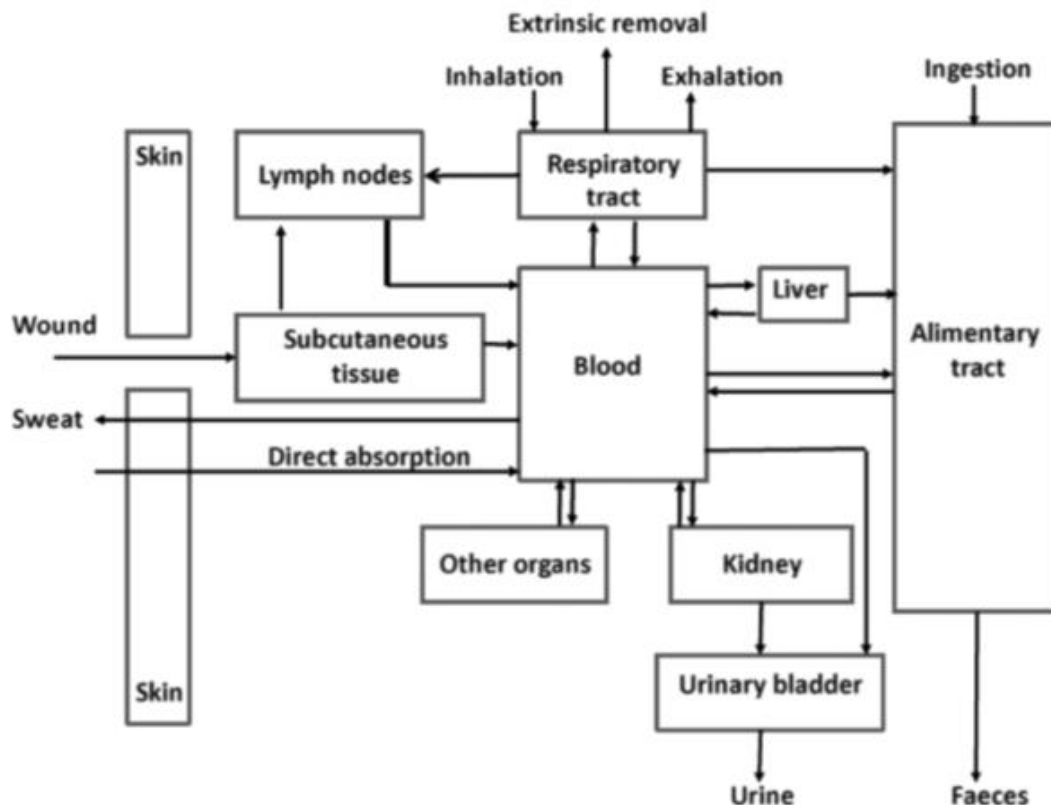 Extrinsic removal
Inhalation
Exhalation
Ingestion
Skin
Lymph nodes
Respiratory
tract
Liver
Wound
Subcutaneous
tissue
Blood
Alimentary
tract
Sweat
Direct absorption
Other organs
Kidney
Skin
Urinary bladder
Urine
Faeces